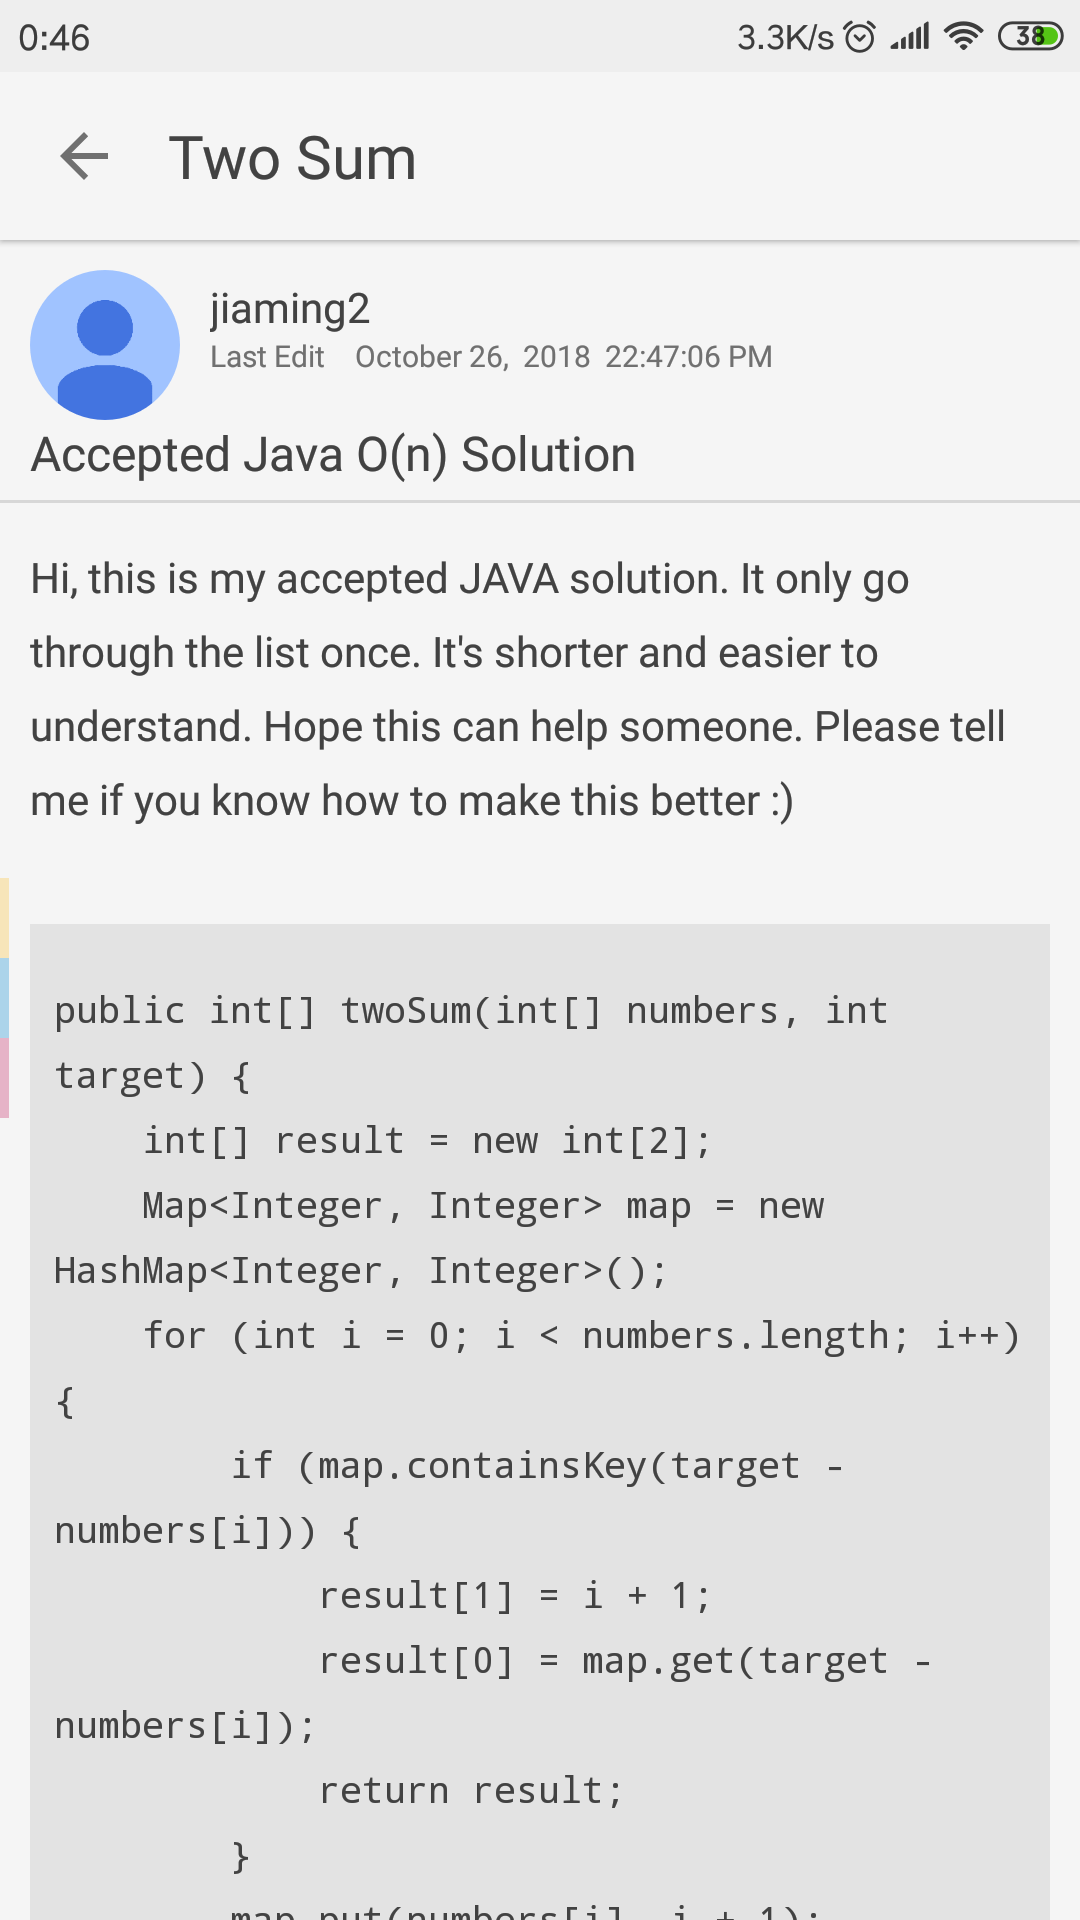 0:46
3.3K/s
38
Two Sum
jiaming2
Last Edit October 26, 2018 22:47:06 PM
Accepted Java O(n) Solution
Hi, this is my accepted JAVA solution. It only go
through the list once. It's shorter and easier to
understand. Hope this can help someone. Please tell
me if you know how to make this better :)
public int[] twoSum(int[] numbers, int
target) {
    int[] result = new int[2];
    Map<Integer, Integer> map = new
HashMap<Integer, Integer>();
    for (int i = 0; i < numbers.length; i++)
{
        if (map.containsKey(target -
numbers[i])) {
            result[1] = i + 1;
            result[0] = map.get(target -
numbers[i]);
            return result;
        }
        map.put(numbers[i], i + 1);